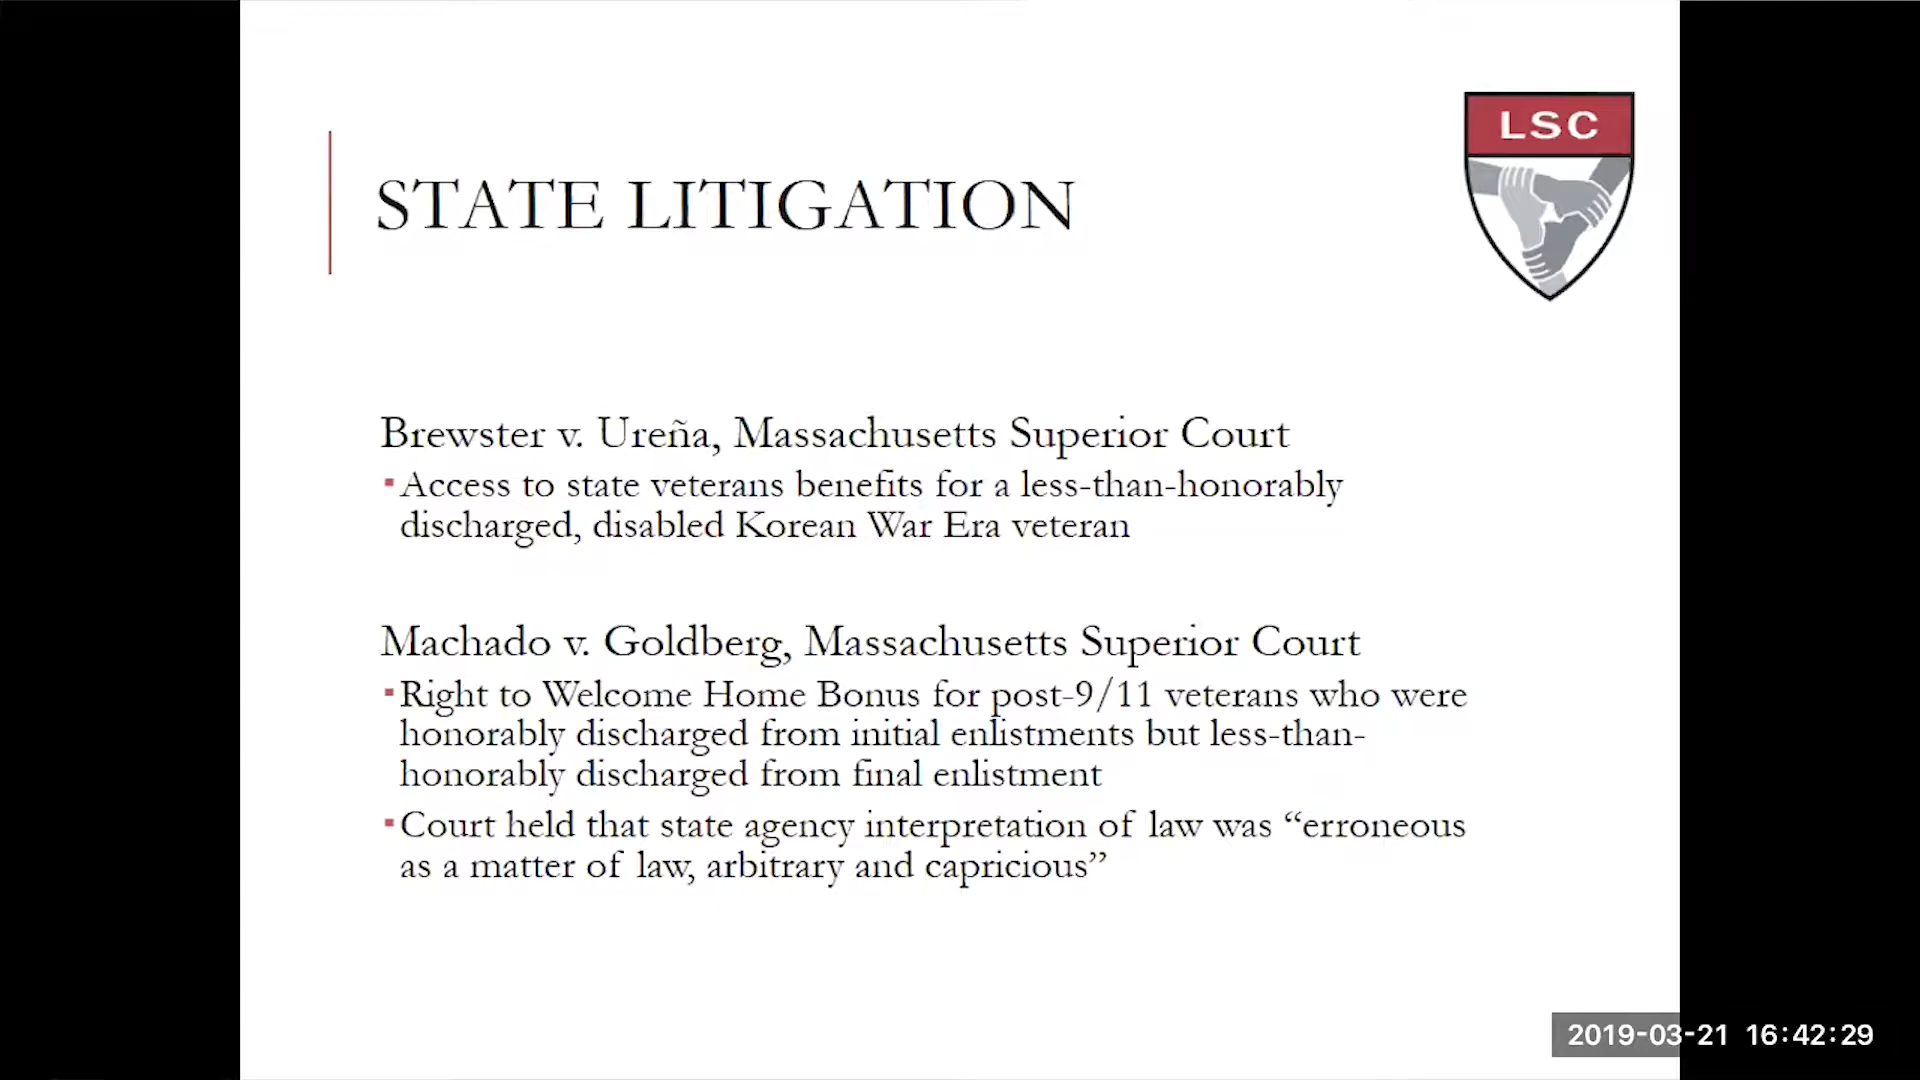 LSC
STATE LITIGATION
Brewster v. Ureña, Massachusetts Superior Court
▪Access to state veterans benefits for a less-than-honorably
discharged, disabled Korean War Era veteran
Machado v. Goldberg, Massachusetts Superior Court
▪Right to Welcome Home Bonus for post-9/11 veterans who were
honorably discharged from initial enlistments but less-than-
honorably discharged from final enlistment
▪Court held that state agency interpretation of law was “erroneous
as a matter of law, arbitrary and capricious”
2019-03-21 16:42:29